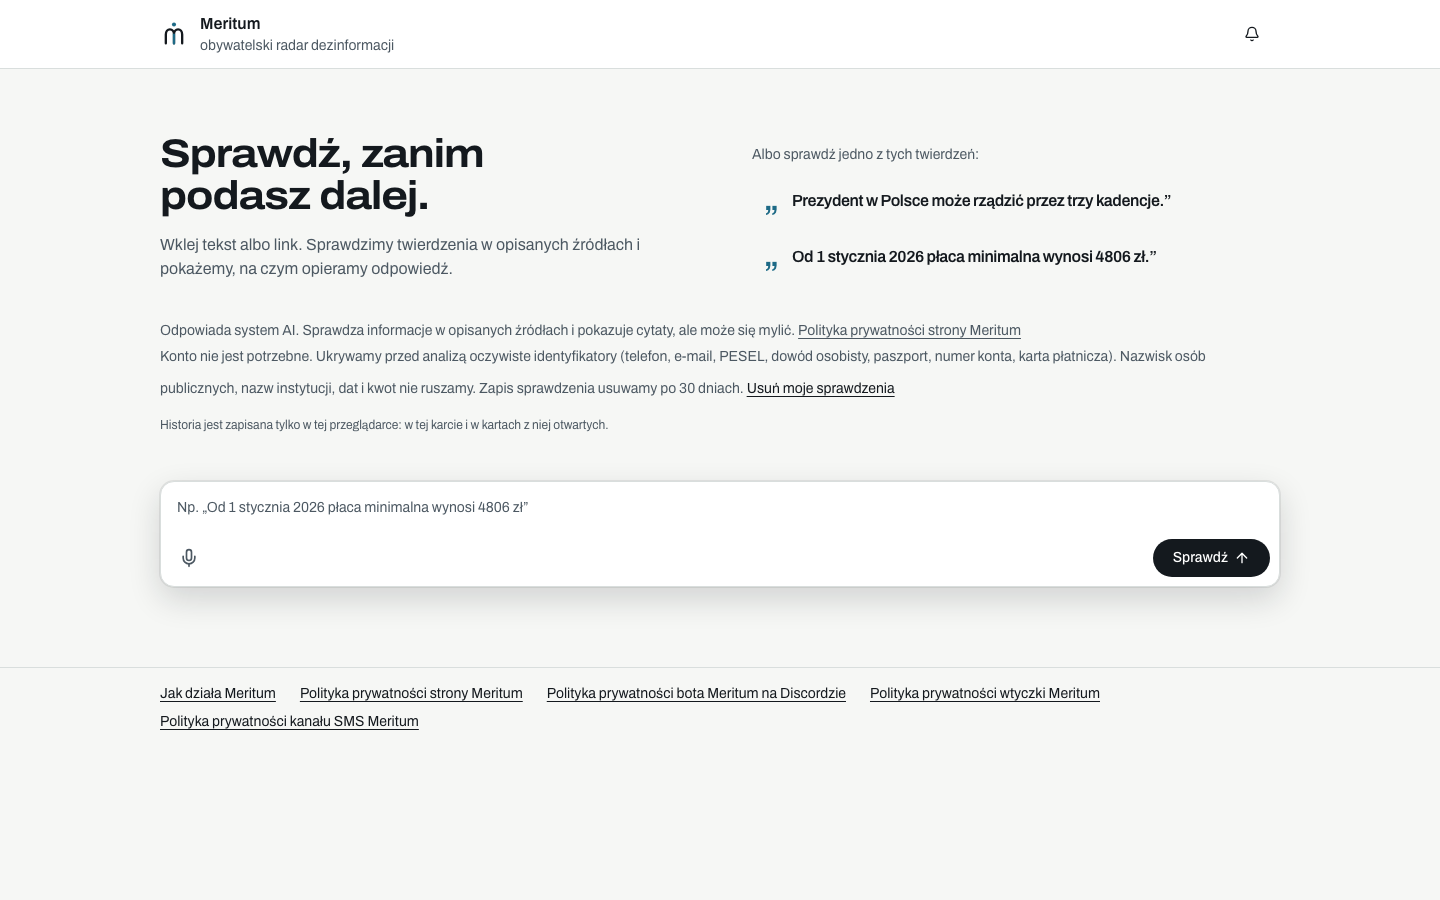 Meritum
obywatelski radar dezinformacji
Sprawdź, zanim
podasz dalej.
Wklej tekst albo link. Sprawdzimy twierdzenia w opisanych źródłach i
pokażemy, na czym opieramy odpowiedź.
Albo sprawdź jedno z tych twierdzeń:
„Prezydent w Polsce może rządzić przez trzy kadencje.”
„Od 1 stycznia 2026 płaca minimalna wynosi 4806 zł.”
Odpowiada system AI. Sprawdza informacje w opisanych źródłach i pokazuje cytaty, ale może się mylić. Polityka prywatności strony Meritum
Konto nie jest potrzebne. Ukrywamy przed analizą oczywiste identyfikatory (telefon, e-mail, PESEL, dowód osobisty, paszport, numer konta, karta płatnicza). Nazwisk osób
publicznych, nazw instytucji, dat i kwot nie ruszamy. Zapis sprawdzenia usuwamy po 30 dniach. Usuń moje sprawdzenia
Historia jest zapisana tylko w tej przeglądarce: w tej karcie i w kartach z niej otwartych.
Np. „Od 1 stycznia 2026 płaca minimalna wynosi 4806 zł”
Sprawdź
Jak działa Meritum Polityka prywatności strony Meritum Polityka prywatności bota Meritum na Discordzie Polityka prywatności wtyczki Meritum
Polityka prywatności kanału SMS Meritum